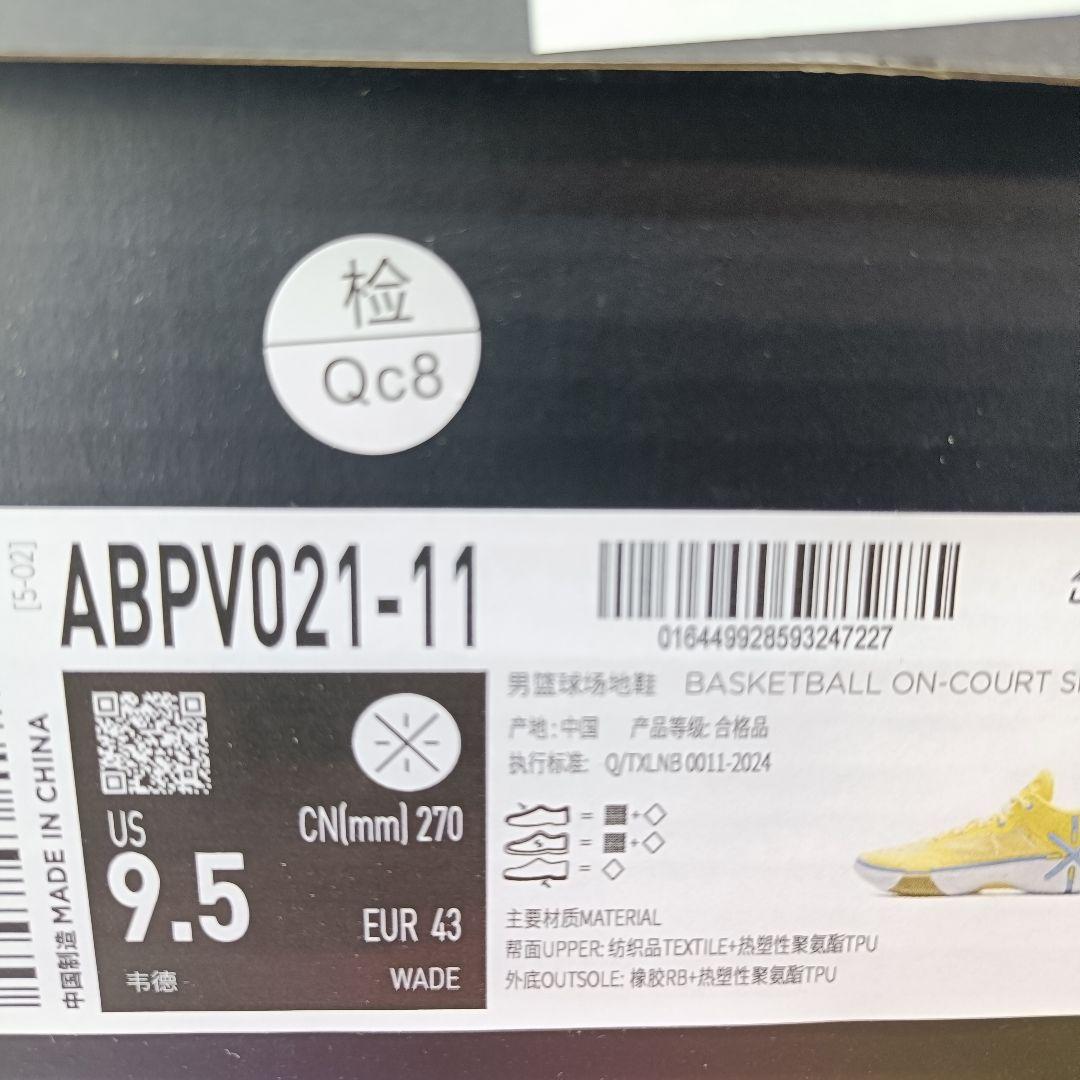 检
Qc8
[5-02]
ABPV021-11
016449928593247227
男篮球场地鞋 BASKETBALL ON-COURT
产地:中国 产品等级:合格品
执行标准: Q/TXLNB 0011-2024
US
9.5
CN(mm) 270
EUR 43
韦德
WADE
中国制造 MADE IN CHINA
主要材质MATERIAL
帮面UPPER: 纺织品TEXTILE+热塑性聚氨酯TPU
外底OUTSOLE: 橡胶RB+热塑性聚氨酯TPU